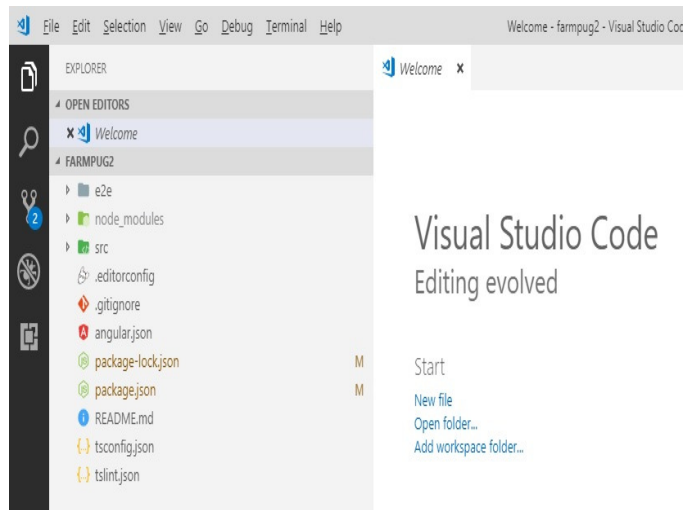 File Edit Selection View Go Debug Terminal Help
Welcome - farmpug2 - Visual Studio Cod
EXPLORER
OPEN EDITORS
Welcome
FARMPUG2
e2e
node_modules
src
.editorconfig
.gitignore
angular.json
package-lock.json M
package.json M
README.md
tsconfig.json
tslint.json
2
Welcome
Visual Studio Code
Editing evolved
Start
New file
Open folder...
Add workspace folder...